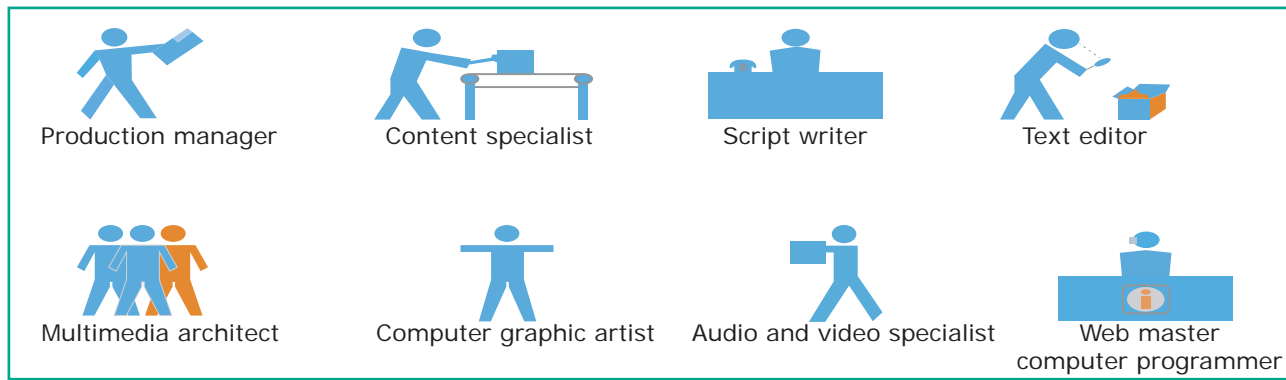 Production manager
Content specialist
Script writer
Text editor
Multimedia architect
Computer graphic artist
Audio and video specialist
Web master
computer programmer